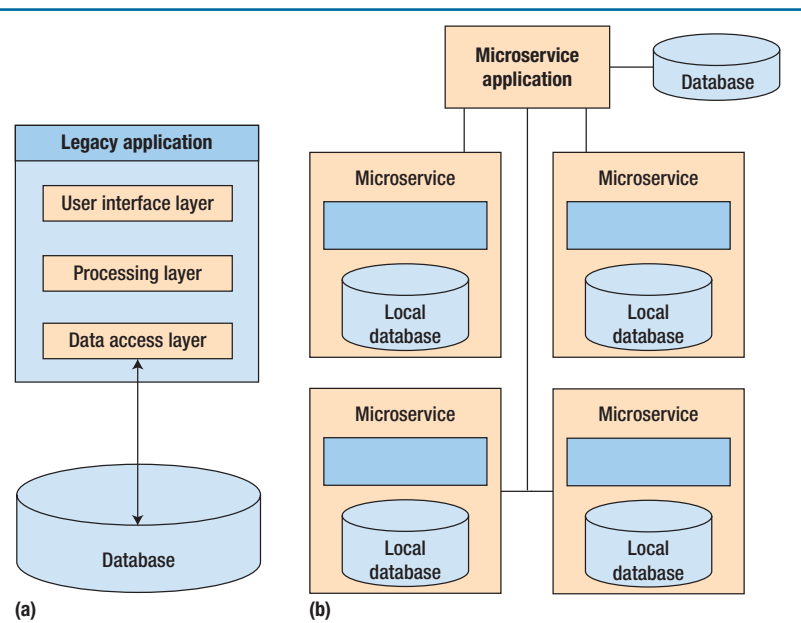 Legacy application
User interface layer
Processing layer
Data access layer
Database
(a)
Microservice
application
Database
Microservice
Local
database
Microservice
Local
database
Microservice
Local
database
Microservice
Local
database
(b)